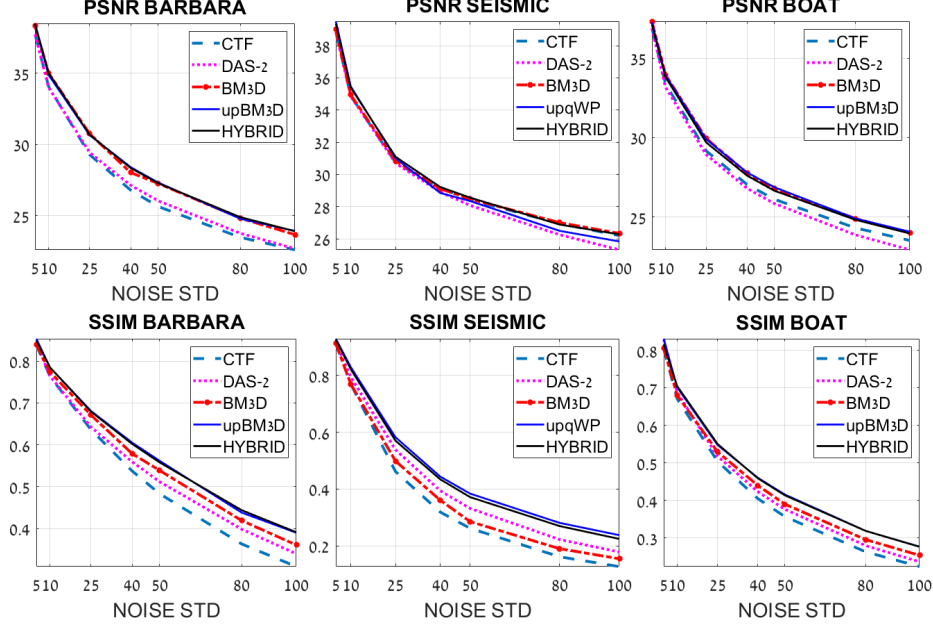 PSNR BARBARA
35
30
25
5 10 25 40 50 80 100
NOISE STD
CTF
DAS-2
BM3D
upBM3D
HYBRID
PSNR SEISMIC
38
36
34
32
30
28
26
5 10 25 40 50 80 100
NOISE STD
CTF
DAS-2
BM3D
upqWP
HYBRID
PSNR BOAT
35
30
25
5 10 25 40 50 80 100
NOISE STD
CTF
DAS-2
BM3D
upBM3D
HYBRID
SSIM BARBARA
0.8
0.7
0.6
0.5
0.4
5 10 25 40 50 80 100
NOISE STD
CTF
DAS-2
BM3D
upBM3D
HYBRID
SSIM SEISMIC
0.8
0.6
0.4
0.2
5 10 25 40 50 80 100
NOISE STD
CTF
DAS-2
BM3D
upqWP
HYBRID
SSIM BOAT
0.8
0.7
0.6
0.5
0.4
0.3
5 10 25 40 50 80 100
NOISE STD
CTF
DAS-2
BM3D
upBM3D
HYBRID